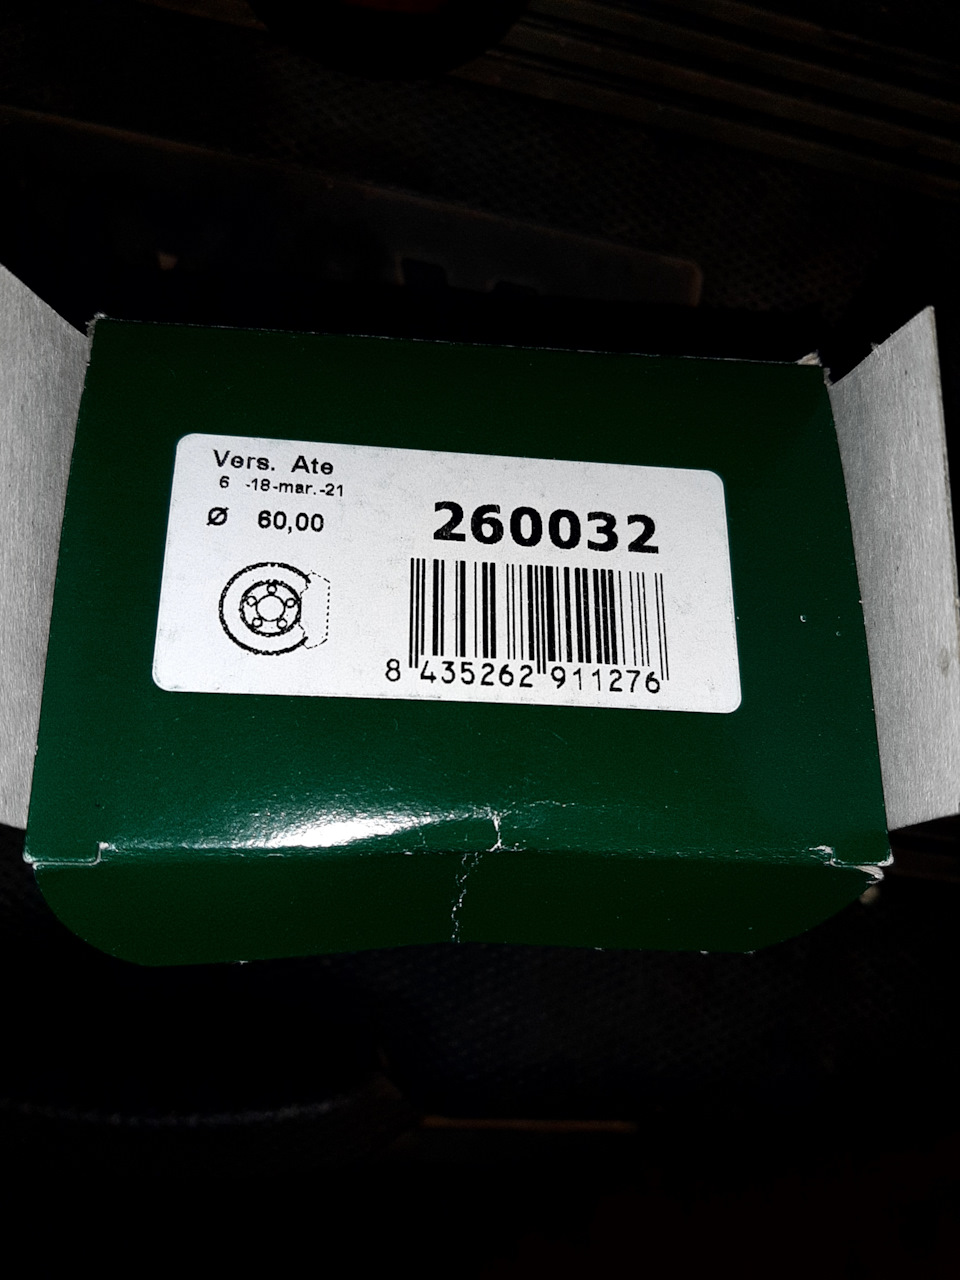 Vers. Ate
6 -18-mar.-21
Ø 60,00
260032
8 435262 911276